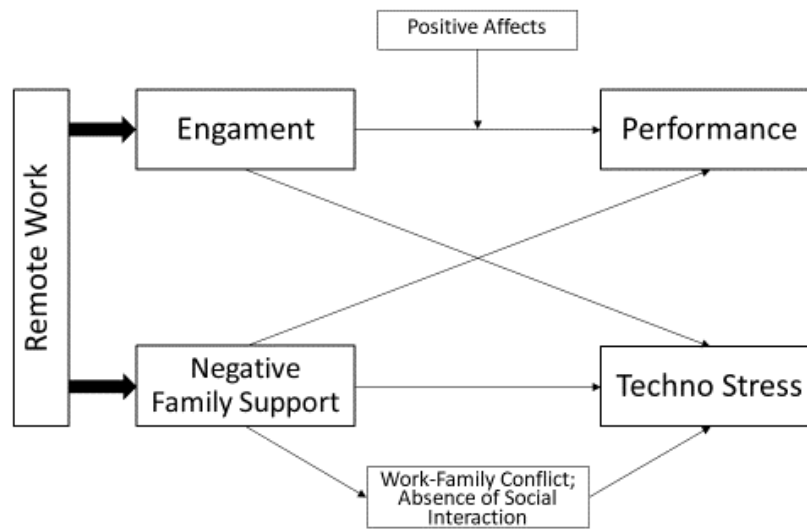 Positive Affects
Engament
Performance
Remote Work
Negative
Family Support
Techno Stress
Work-Family Conflict;
Absence of Social
Interaction